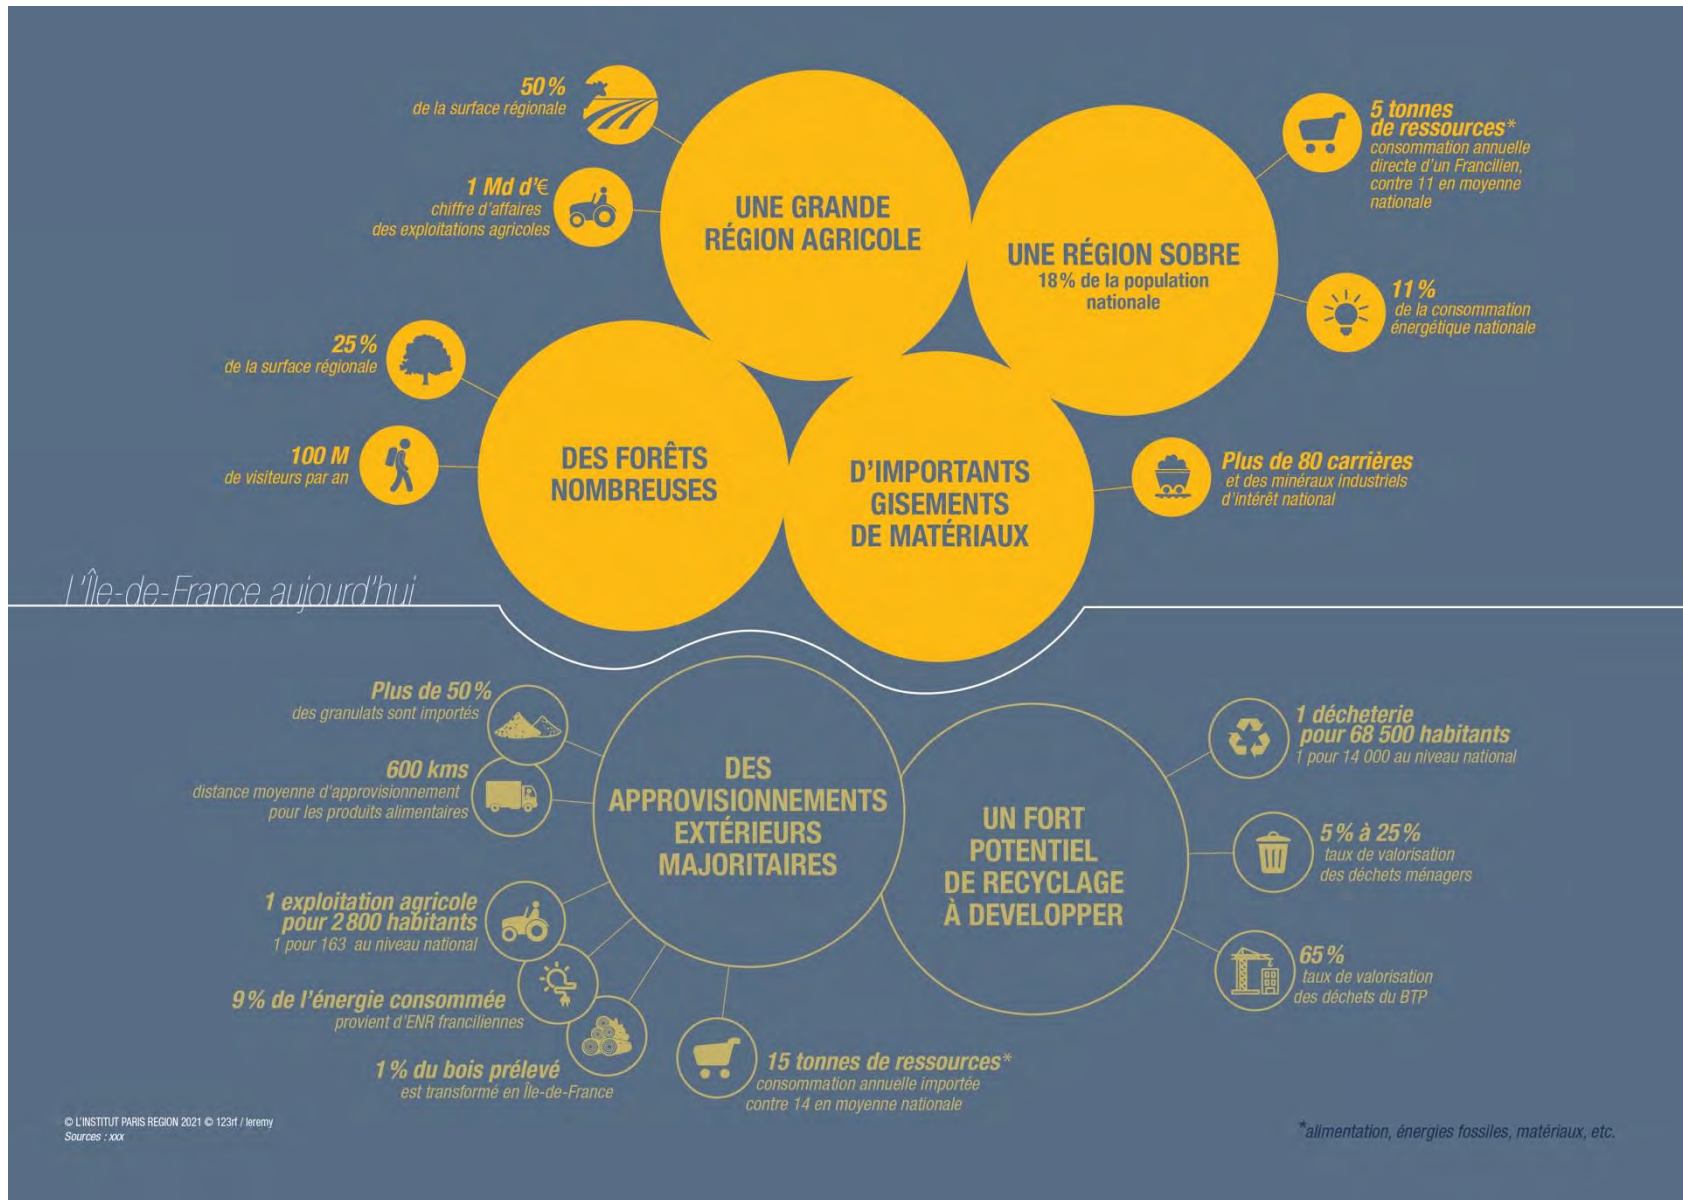 50 %
de la surface régionale
1 Md d'€
chiffre d'affaires
des exploitations agricoles
UNE GRANDE
RÉGION AGRICOLE
UNE RÉGION SOBRE
18 % de la population
nationale
5 tonnes
de ressources*
consommation annuelle
directe d'un Francilien,
contre 11 en moyenne
nationale
11 %
de la consommation
énergétique nationale
25 %
de la surface régionale
100 M
de visiteurs par an
DES FORÊTS
NOMBREUSES
D'IMPORTANTS
GISEMENTS
DE MATÉRIAUX
Plus de 80 carrières
et des minéraux industriels
d'intérêt national
L'Île-de-France aujourd'hui
Plus de 50 %
des granulats sont importés
600 kms
distance moyenne d'approvisionnement
pour les produits alimentaires
DES
APPROVISIONNEMENTS
EXTÉRIEURS
MAJORITAIRES
1 exploitation agricole
pour 2 800 habitants
1 pour 163 au niveau national
9 % de l'énergie consommée
provient d'ENR franciliennes
1 % du bois prélevé
est transformé en Île-de-France
15 tonnes de ressources*
consommation annuelle importée
contre 14 en moyenne nationale
UN FORT
POTENTIEL
DE RECYCLAGE
À DEVELOPPER
1 décheterie
pour 68 500 habitants
1 pour 14 000 au niveau national
5 % à 25 %
taux de valorisation
des déchets ménagers
65 %
taux de valorisation
des déchets du BTP
© L'INSTITUT PARIS REGION 2021 © 123rf / leremy
Sources : xxx
*alimentation, énergies fossiles, matériaux, etc.